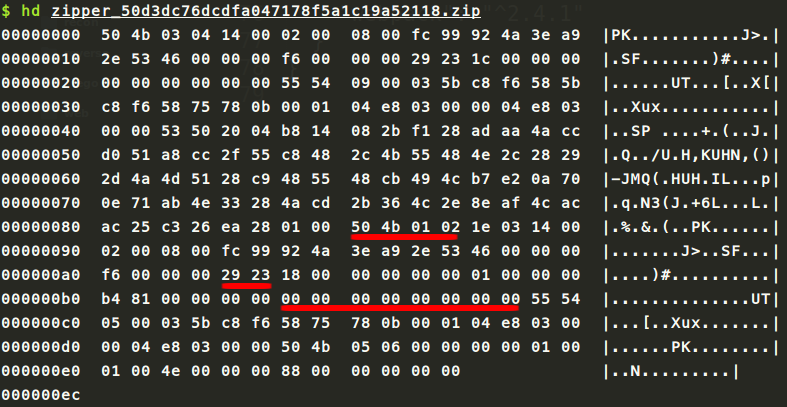 $ hd zipper_50d3dc76dcdfa047178f5a1c19a52118.zip
00000000 50 4b 03 04 14 00 02 00 08 00 fc 99 92 4a 3e a9 |PK...........J>.|
00000010 2e 53 46 00 00 00 f6 00 00 00 29 23 1c 00 00 00 |.SF.......)#....|
00000020 00 00 00 00 00 00 55 54 09 00 03 5b c8 f6 58 5b |......UT...[..X[|
00000030 c8 f6 58 75 78 0b 00 01 04 e8 03 00 00 04 e8 03 |..Xux...........|
00000040 00 00 53 50 20 04 b8 14 08 2b f1 28 ad aa 4a cc |..SP ....+.(..J.|
00000050 d0 51 a8 cc 2f 55 c8 48 2c 4b 55 48 4e 2c 28 29 |.Q../U.H,KUHN,()|
00000060 2d 4a 4d 51 28 c9 48 55 48 cb 49 4c b7 e2 0a 70 |-JMQ(.HUH.IL...p|
00000070 0e 71 ab 4e 33 28 4a cd 2b 36 4c 2e 8e af 4c ac |.q.N3(J.+6L...L.|
00000080 ac 25 c3 26 ea 28 01 00 50 4b 01 02 1e 03 14 00 |.%.&.(..PK......|
00000090 02 00 08 00 fc 99 92 4a 3e a9 2e 53 46 00 00 00 |.......J>..SF...|
000000a0 f6 00 00 00 29 23 18 00 00 00 00 00 01 00 00 00 |....)#..........|
000000b0 b4 81 00 00 00 00 00 00 00 00 00 00 00 00 55 54 |..............UT|
000000c0 05 00 03 5b c8 f6 58 75 78 0b 00 01 04 e8 03 00 |...[..Xux.......|
000000d0 00 04 e8 03 00 00 50 4b 05 06 00 00 00 00 01 00 |......PK........|
000000e0 01 00 4e 00 00 00 88 00 00 00 00 00 |..N.........|
000000ec